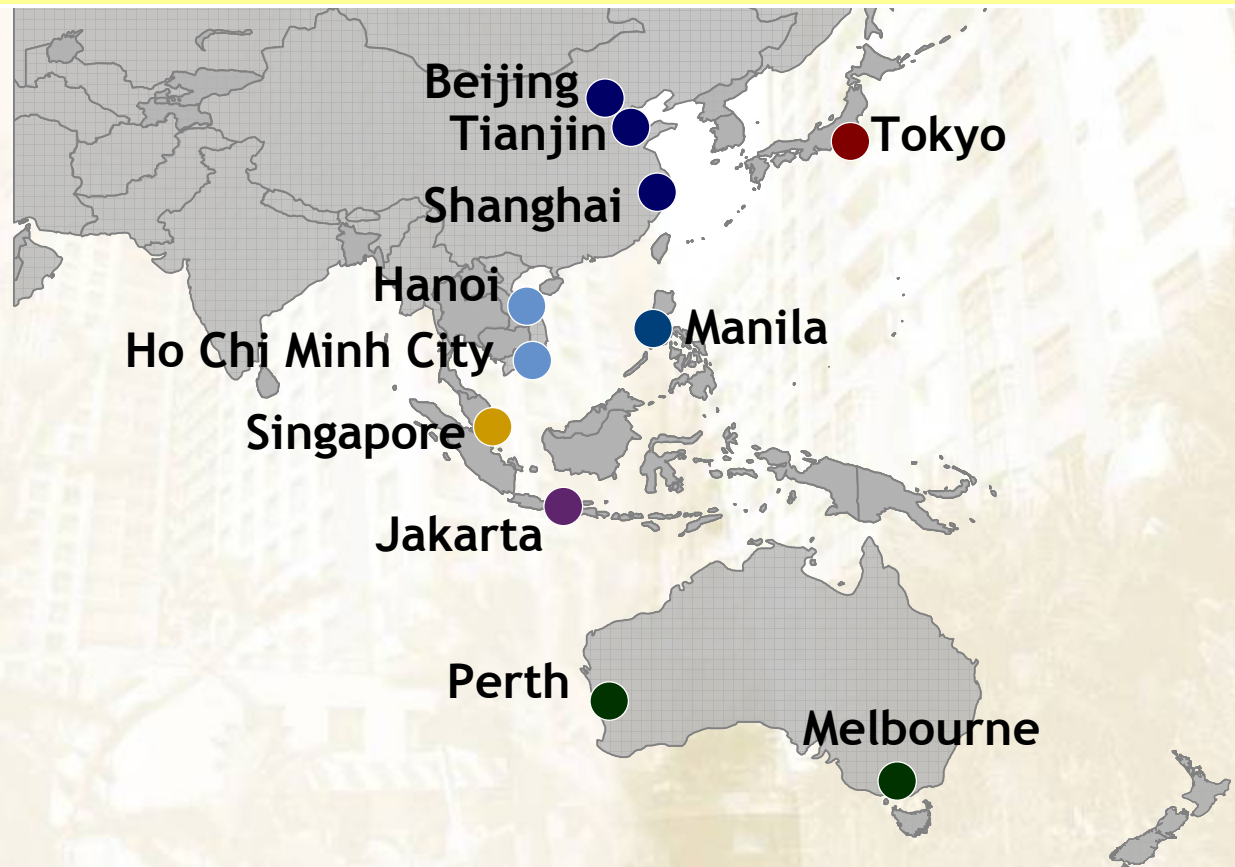 Beijing
Tianjin
Tokyo
Shanghai
Hanoi
Manila
Ho Chi Minh City
Singapore
Jakarta
Perth
Melbourne